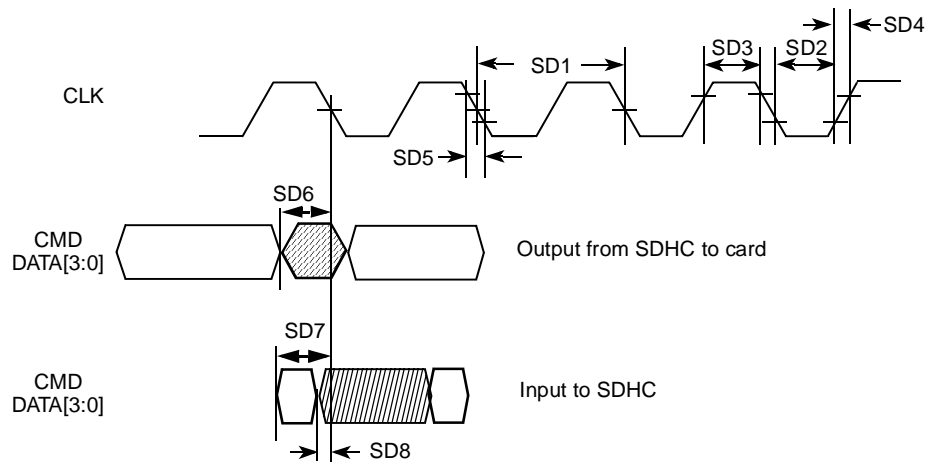 SD4
SD3
SD2
SD1
CLK
SD5
SD6
CMD
DATA[3:0]
Output from SDHC to card
SD7
CMD
DATA[3:0]
Input to SDHC
SD8